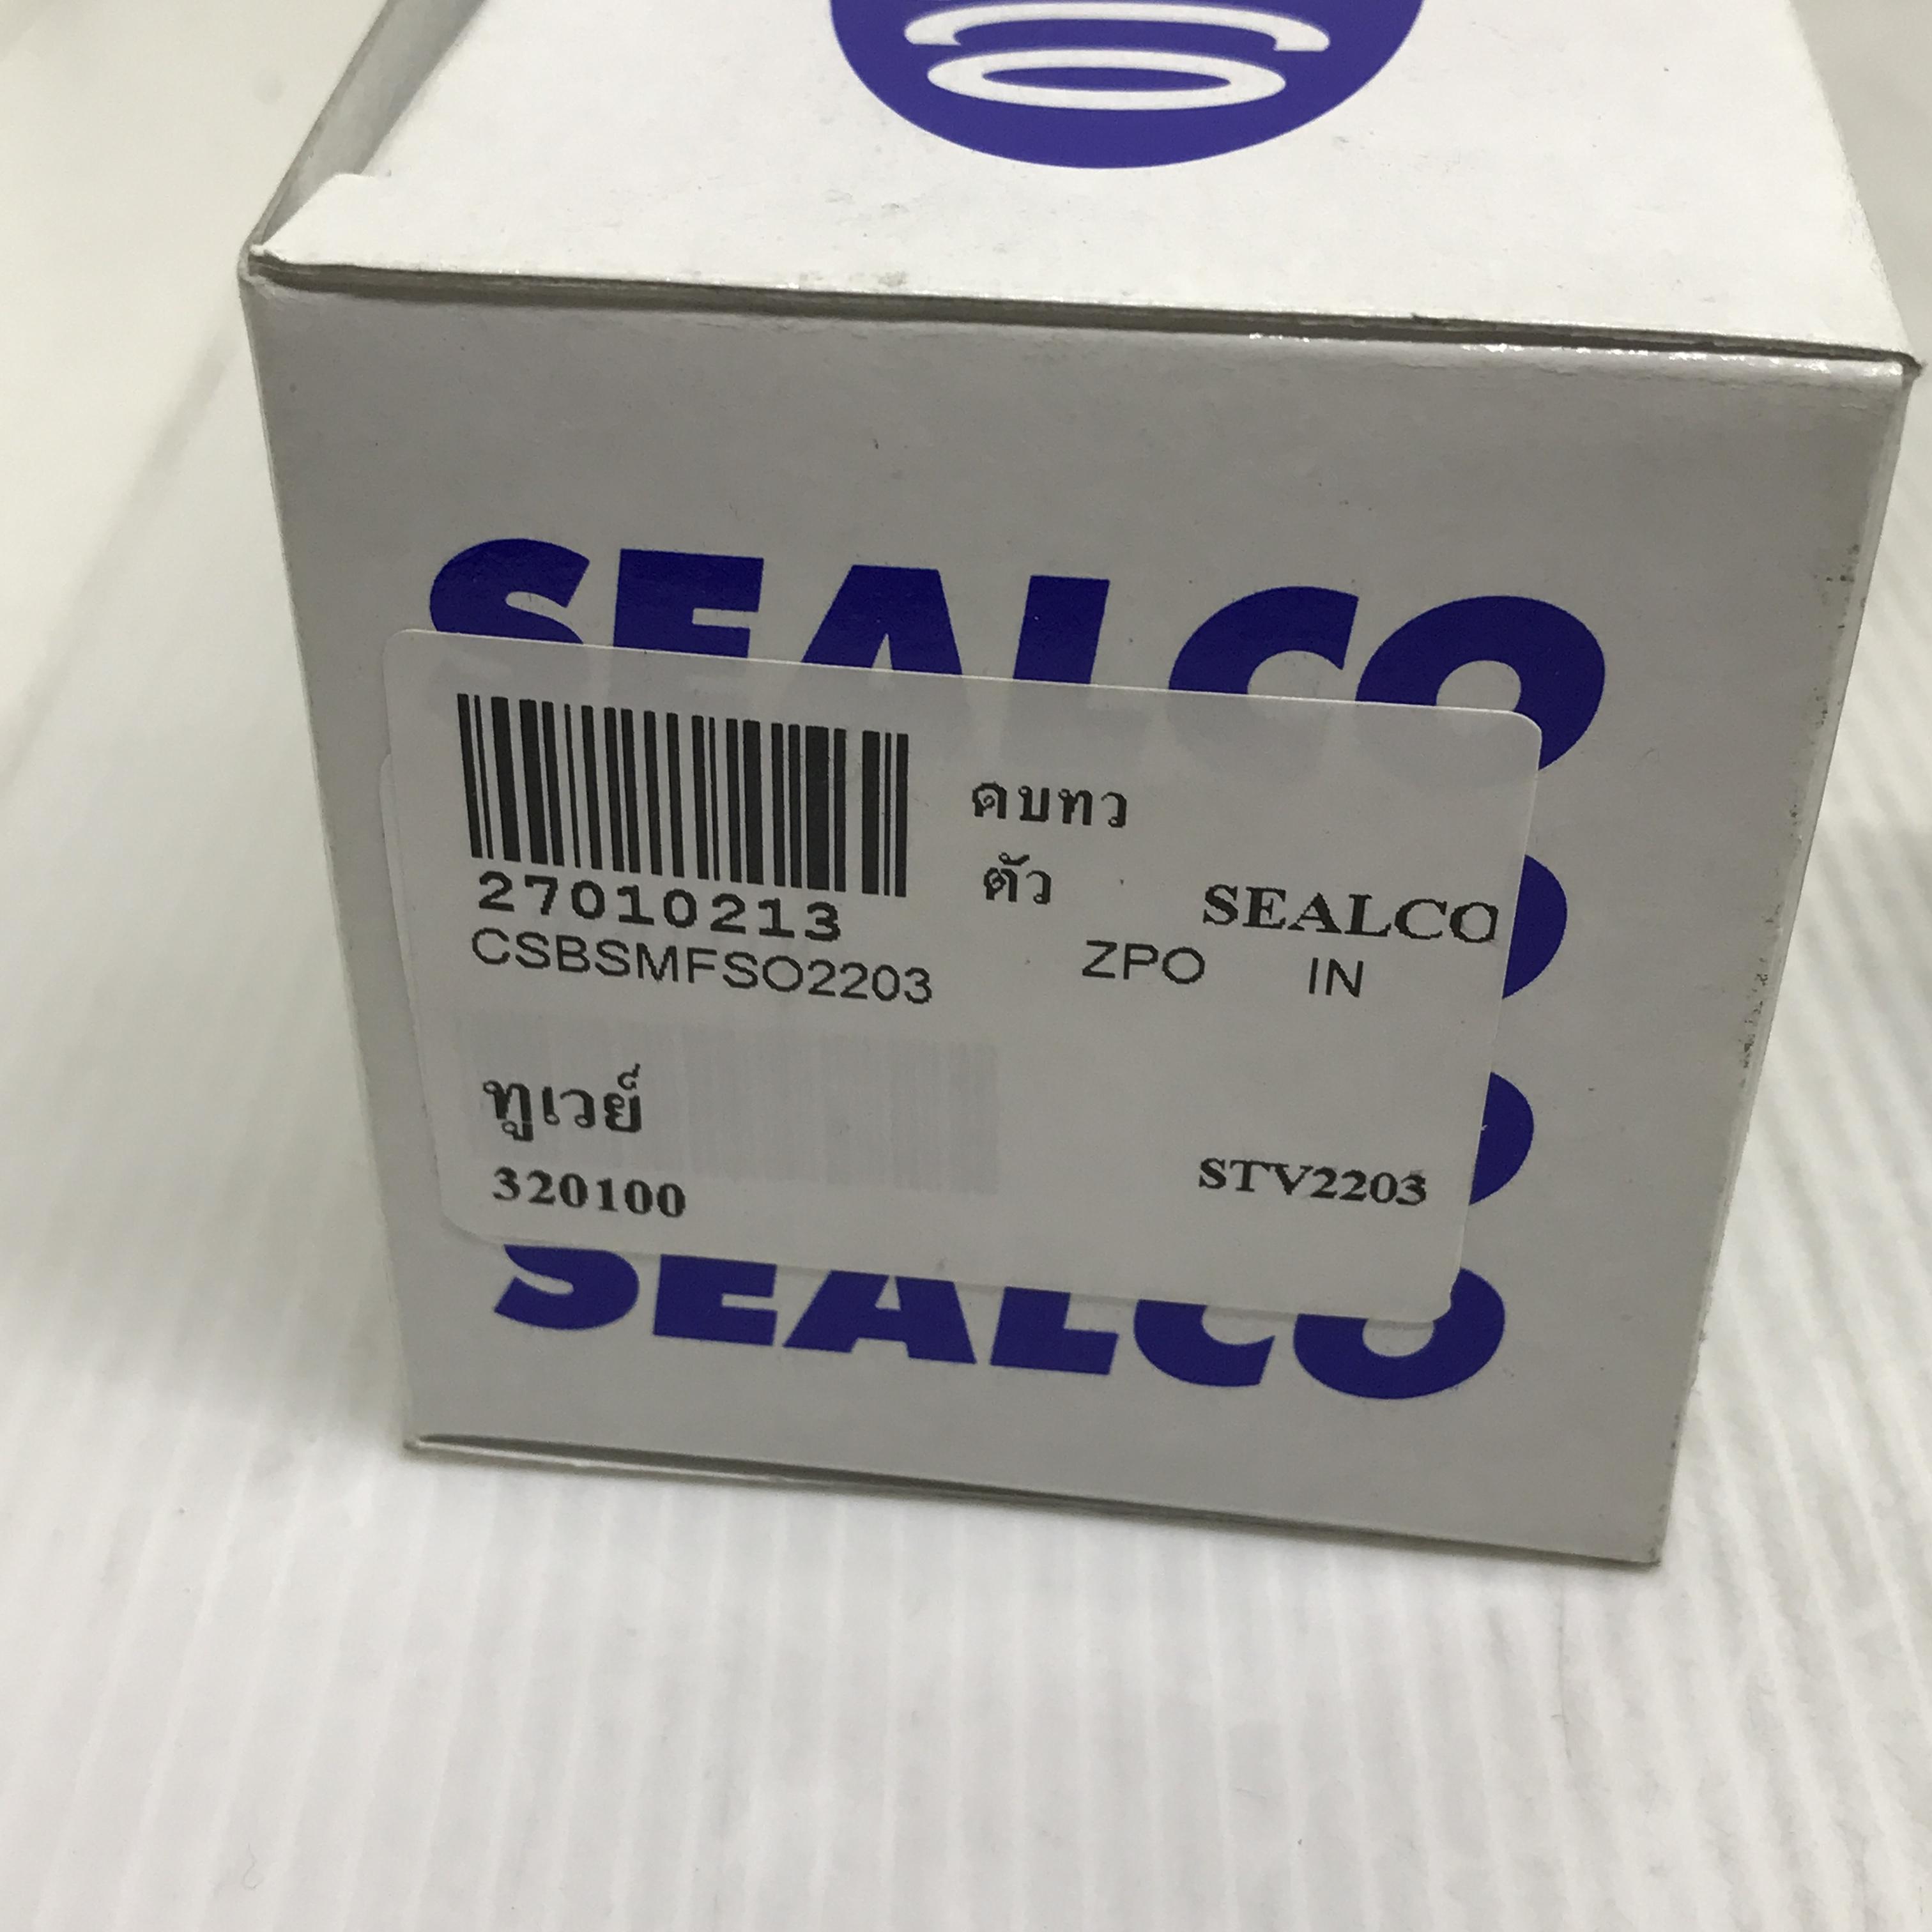 SEALCO
27010213
ดบทว
ตัว
SEALCO
CSBSMFSO2203
ZPO
IN
ทูเวย์
320100
STV2203
SEALCO